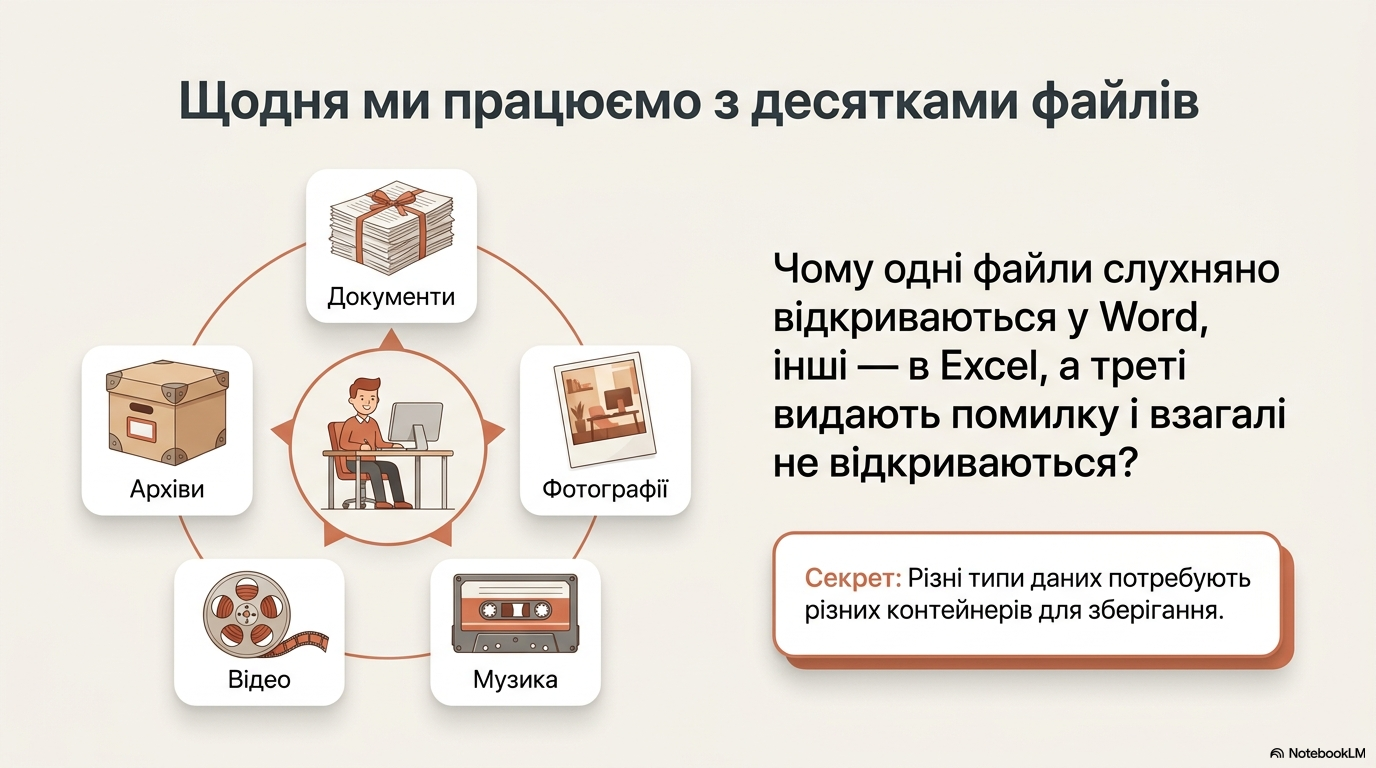 Щодня ми працюємо з десятками файлів
Документи
Архіви
Фотографії
Відео
Музика
Чому одні файли слухняно
відкриваються у Word,
інші — в Excel, а треті
видають помилку і взагалі
не відкриваються?
Секрет: Різні типи даних потребують
різних контейнерів для зберігання.
NotebookLM